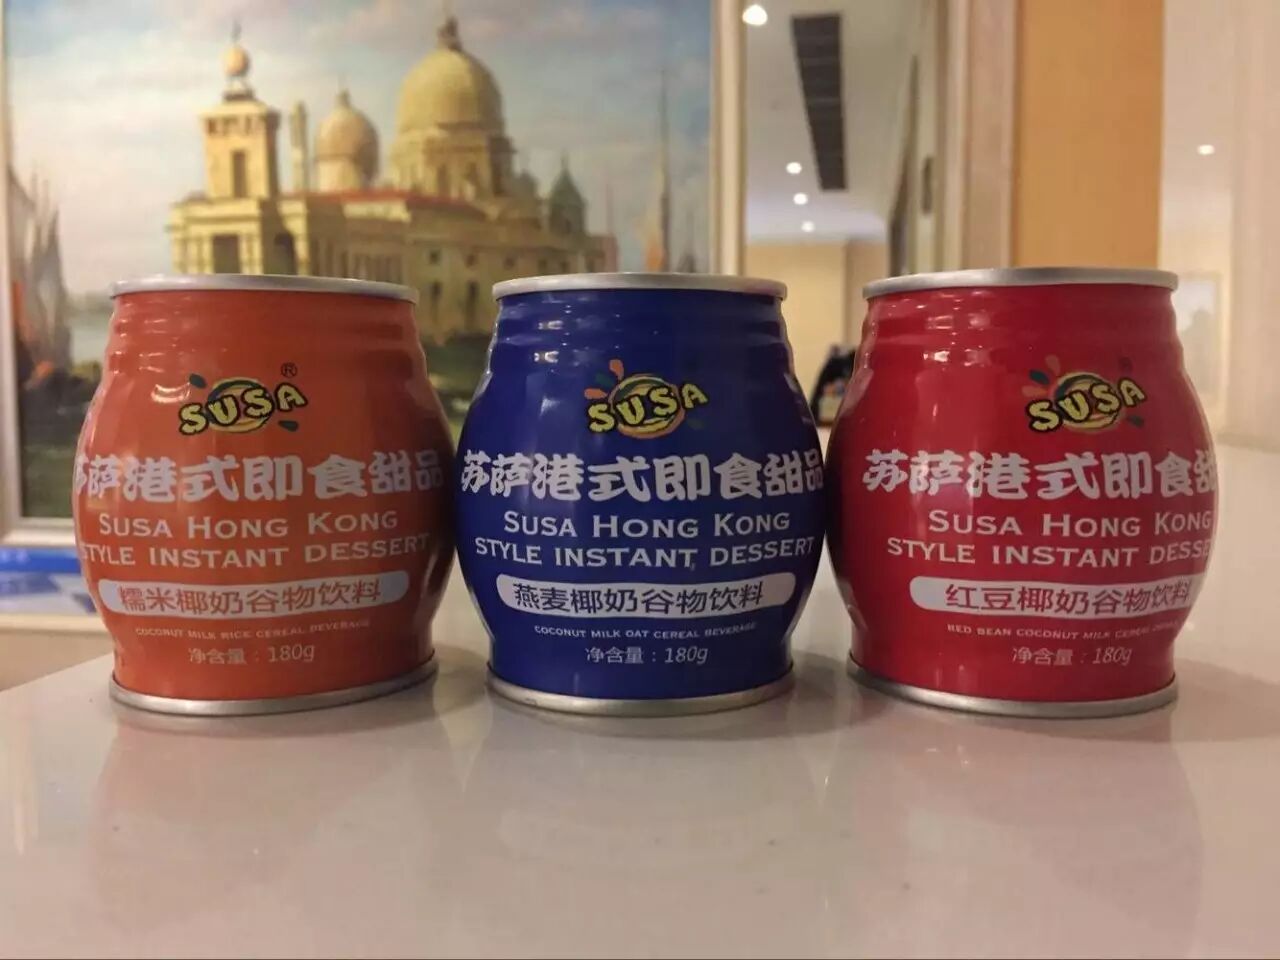 SUSA ®
苏萨港式即食甜品
SUSA HONG KONG
STYLE INSTANT DESSERT
糯米椰奶谷物饮料
COCONUT MILK RICE CEREAL BEVERAGE
净含量：180g
SUSA
苏萨港式即食甜品
SUSA HONG KONG
STYLE INSTANT DESSERT
燕麦椰奶谷物饮料
COCONUT MILK OAT CEREAL BEVERAGE
净含量：180g
SUSA ®
苏萨港式即食甜
SUSA HONG KONG
STYLE INSTANT DESSE
红豆椰奶谷物饮料
RED BEAN COCONUT MILK CEREAL
净含量：180g